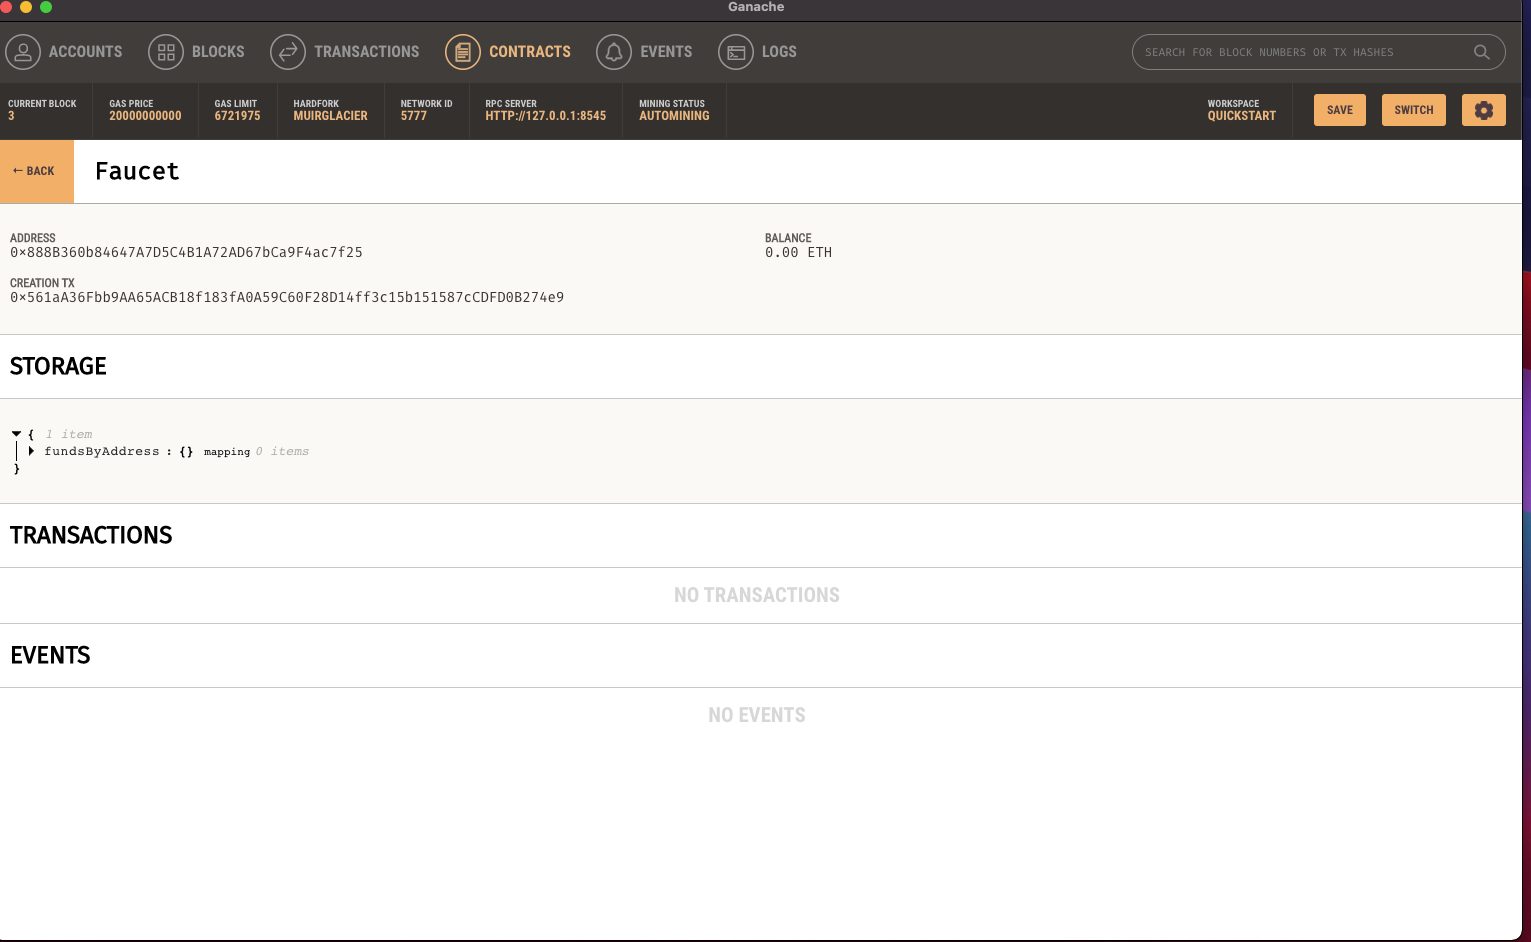 Ganache
ACCOUNTS BLOCKS TRANSACTIONS CONTRACTS EVENTS LOGS SEARCH FOR BLOCK NUMBERS OR TX HASHES
CURRENT BLOCK GAS PRICE GAS LIMIT HARDFORK NETWORK ID RPC SERVER MINING STATUS WORKSPACE
3 20000000000 6721975 MUIRGLACIER 5777 HTTP://127.0.0.1:8545 AUTOMINING QUICKSTART SAVE SWITCH
← BACK Faucet
ADDRESS BALANCE
0×888B360b84647A7D5C4B1A72AD67bCa9F4ac7f25 0.00 ETH
CREATION TX
0×561aA36Fbb9AA65ACB18f183fA0A59C60F28D14ff3c15b151587cCDFD0B274e9
STORAGE
{ 1 item
fundsByAddress : {} mapping 0 items
}
TRANSACTIONS
NO TRANSACTIONS
EVENTS
NO EVENTS